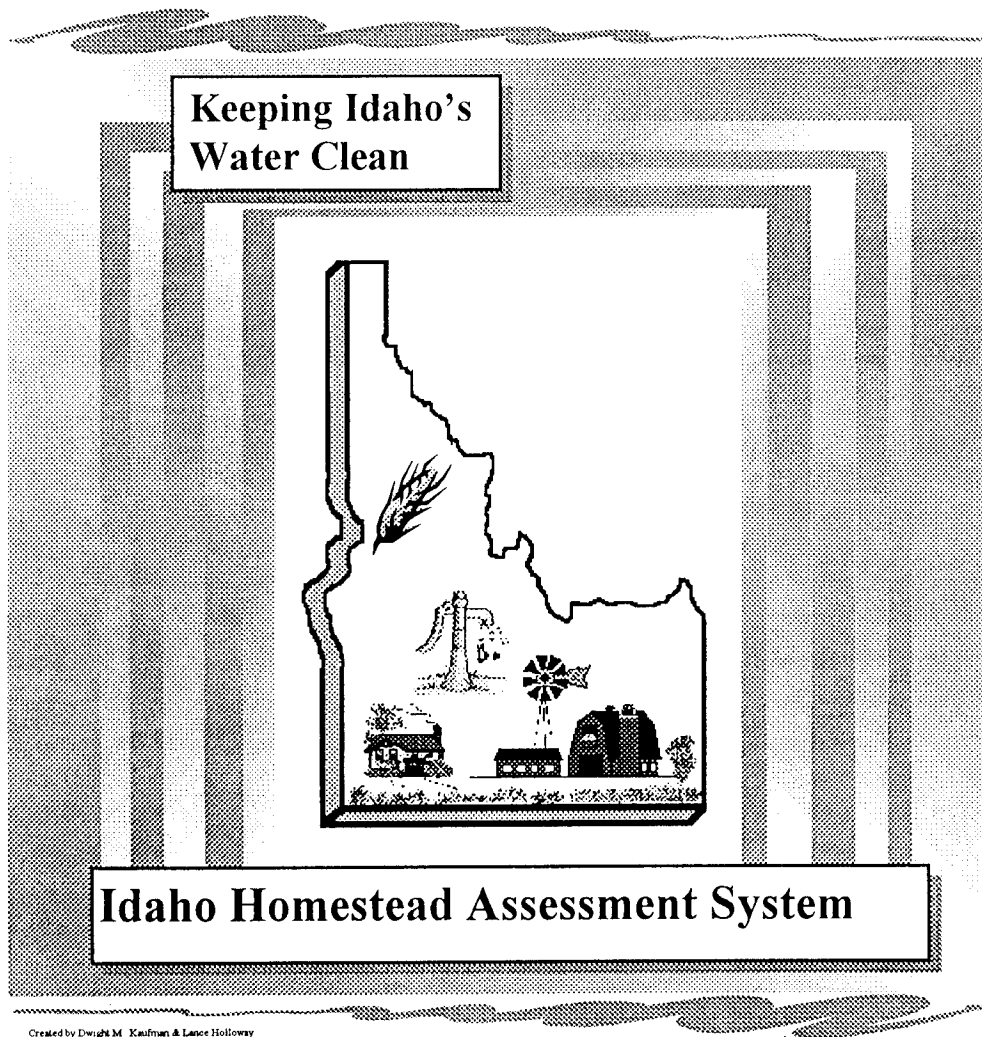 Keeping Idaho's
Water Clean
Idaho Homestead Assessment System
Created by Dwight M. Kaufman & Lance Holloway